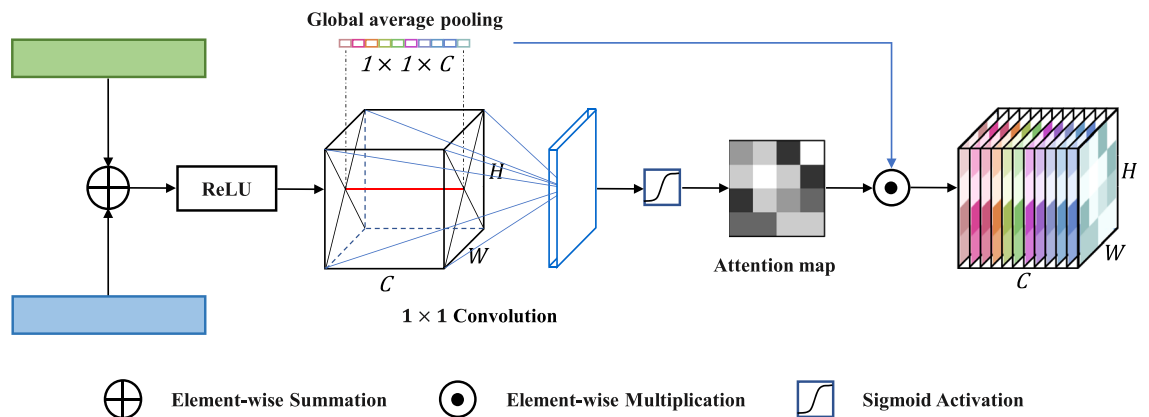 Global average pooling
1 × 1 × C
ReLU
H
W
C
1 × 1 Convolution
Attention map
H
W
C
Element-wise Summation
Element-wise Multiplication
Sigmoid Activation